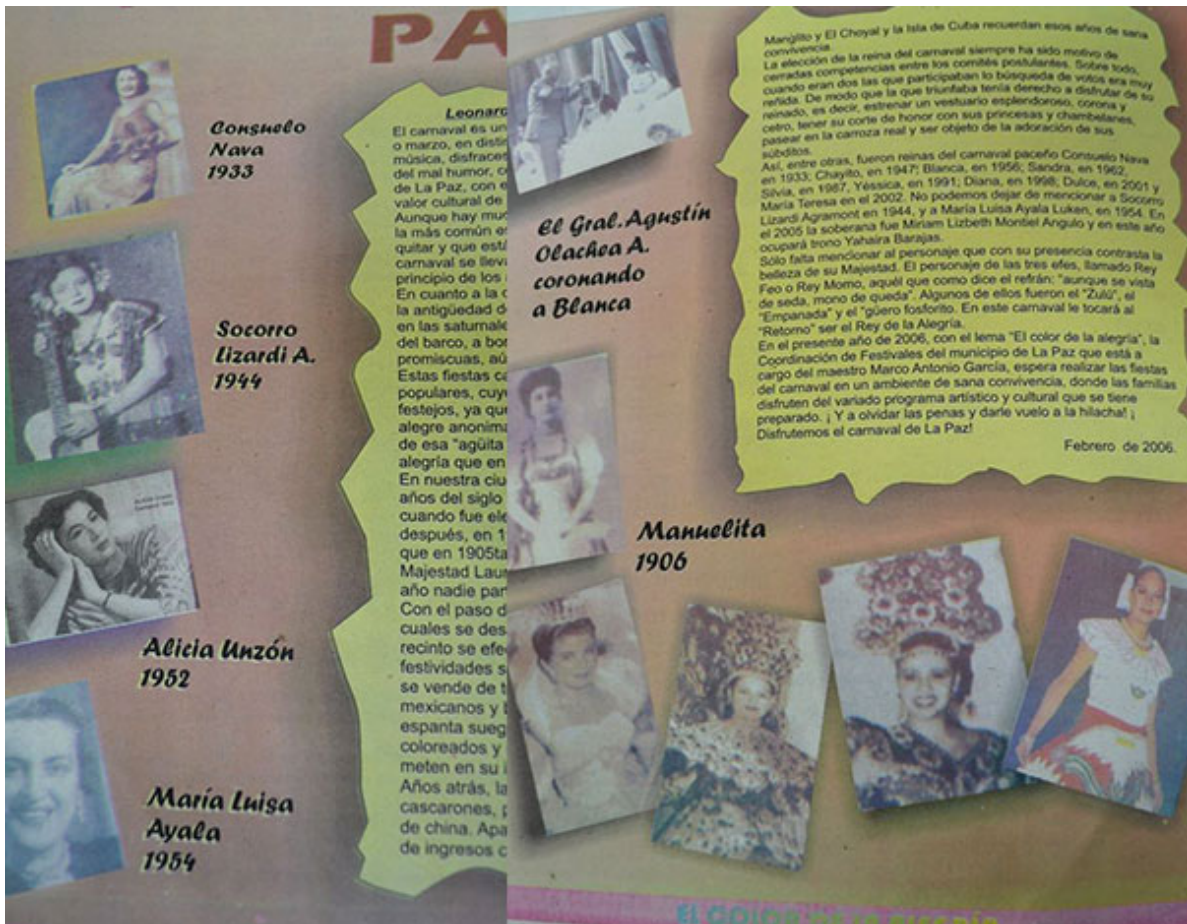 PA
Consuelo
Nava
1933
Socorro
Lizardi A.
1944
Alicia Unzón
1952
María Luisa
Ayala
1954
Leonard
El carnaval es un
o marzo, en distin
música, disfraces
del mal humor, c
de La Paz, con e
valor cultural de
Aunque hay muc
la más común es
quitar y que está
carnaval se lleva
principio de los
En cuanto a la c
la antigüedad d
en las saturnale
del barco, a bor
promiscuas, aú
Estas fiestas ca
populares, cuyo
festejos, ya que
alegre anonima
de esa "agüita
alegría que en
En nuestra ciu
años del siglo
cuando fue ele
después, en 1
que en 1905ta
Majestad Laur
año nadie par
Con el paso d
cuales se des
recinto se efe
festividades s
se vende de t
mexicanos y b
espanta sueg
coloreados y
meten en su i
Años atrás, la
cascarones, p
de china. Apa
de ingresos c
Manglito y El Choyal y la Isla de Cuba recuerdan esos años de sana
convivencia.
La elección de la reina del carnaval siempre ha sido motivo de
cerradas competencias entre los comités postulantes. Sobre todo,
cuando eran dos las que participaban lo búsqueda de votos era muy
reñida. De modo que la que triunfaba tenía derecho a disfrutar de su
reinado, es decir, estrenar un vestuario esplendoroso, corona y
cetro, tener su corte de honor con sus princesas y chambelanes,
pasear en la carroza real y ser objeto de la adoración de sus
súbditos.
Así, entre otras, fueron reinas del carnaval paceño Consuelo Nava
en 1933; Chayito, en 1947; Blanca, en 1956; Sandra, en 1962,
Silvia, en 1987, Yéssica, en 1991; Diana, en 1998; Dulce, en 2001 y
María Teresa en el 2002. No podemos dejar de mencionar a Socorro
Lizardi Agramont en 1944, y a María Luisa Ayala Luken, en 1954. En
el 2005 la soberana fue Miriam Lizbeth Montiel Angulo y en este año
ocupará trono Yahaira Barajas.
Sólo falta mencionar al personaje que con su presencia contrasta la
belleza de su Majestad. El personaje de las tres efes, llamado Rey
Feo o Rey Momo, aquél que como dice el refrán: "aunque se vista
de seda, mono de queda". Algunos de ellos fueron el "Zulú", el
"Empanada" y el "güero fosforito. En este carnaval le tocará al
"Retorno" ser el Rey de la Alegría.
En el presente año de 2006, con el lema "El color de la alegría", la
Coordinación de Festivales del municipio de La Paz que está a
cargo del maestro Marco Antonio García, espera realizar las fiestas
del carnaval en un ambiente de sana convivencia, donde las familias
disfruten del variado programa artístico y cultural que se tiene
preparado. ¡ Y a olvidar las penas y darle vuelo a la hilacha! ¡
Disfrutemos el carnaval de La Paz!
Febrero de 2006.
El Gral. Agustín
Olachea A.
coronando
a Blanca
Manuelita
1906
EL COLOR DE LA ALEGRÍA